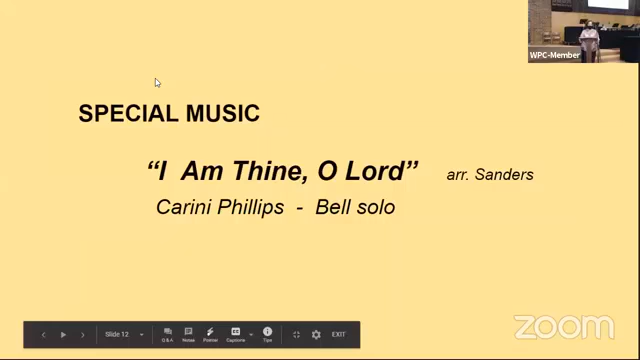 WPC-Member
SPECIAL MUSIC
“I Am Thine, O Lord” arr. Sanders
Carini Phillips - Bell solo
Slide 12
Q & A
Notes
Pointer
Captions
Tips
EXIT
zoom